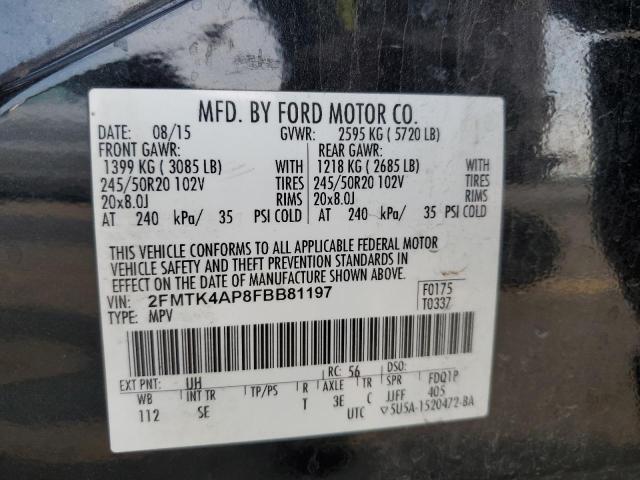 MFD. BY FORD MOTOR CO.
DATE: 08/15 GVWR: 2595 KG ( 5720 LB)
FRONT GAWR: REAR GAWR:
1399 KG ( 3085 LB) WITH 1218 KG ( 2685 LB) WITH
245/50R20 102V TIRES 245/50R20 102V TIRES
20x8.0J RIMS 20x8.0J RIMS
AT 240 kPa/ 35 PSI COLD AT 240 kPa/ 35 PSI COLD
THIS VEHICLE CONFORMS TO ALL APPLICABLE FEDERAL MOTOR
VEHICLE SAFETY AND THEFT PREVENTION STANDARDS IN
EFFECT ON THE DATE OF MANUFACTURE SHOWN ABOVE.
VIN: 2FMTK4AP8FBB81197 F0175
TYPE: MPV T0337
EXT PNT: UH RC: 56 DSO:
WB INT TR TP/PS R AXLE TR SPR FDQ1P
112 SE T 3E C JJFF 405
UTC ▽5U5A-1520472-BA